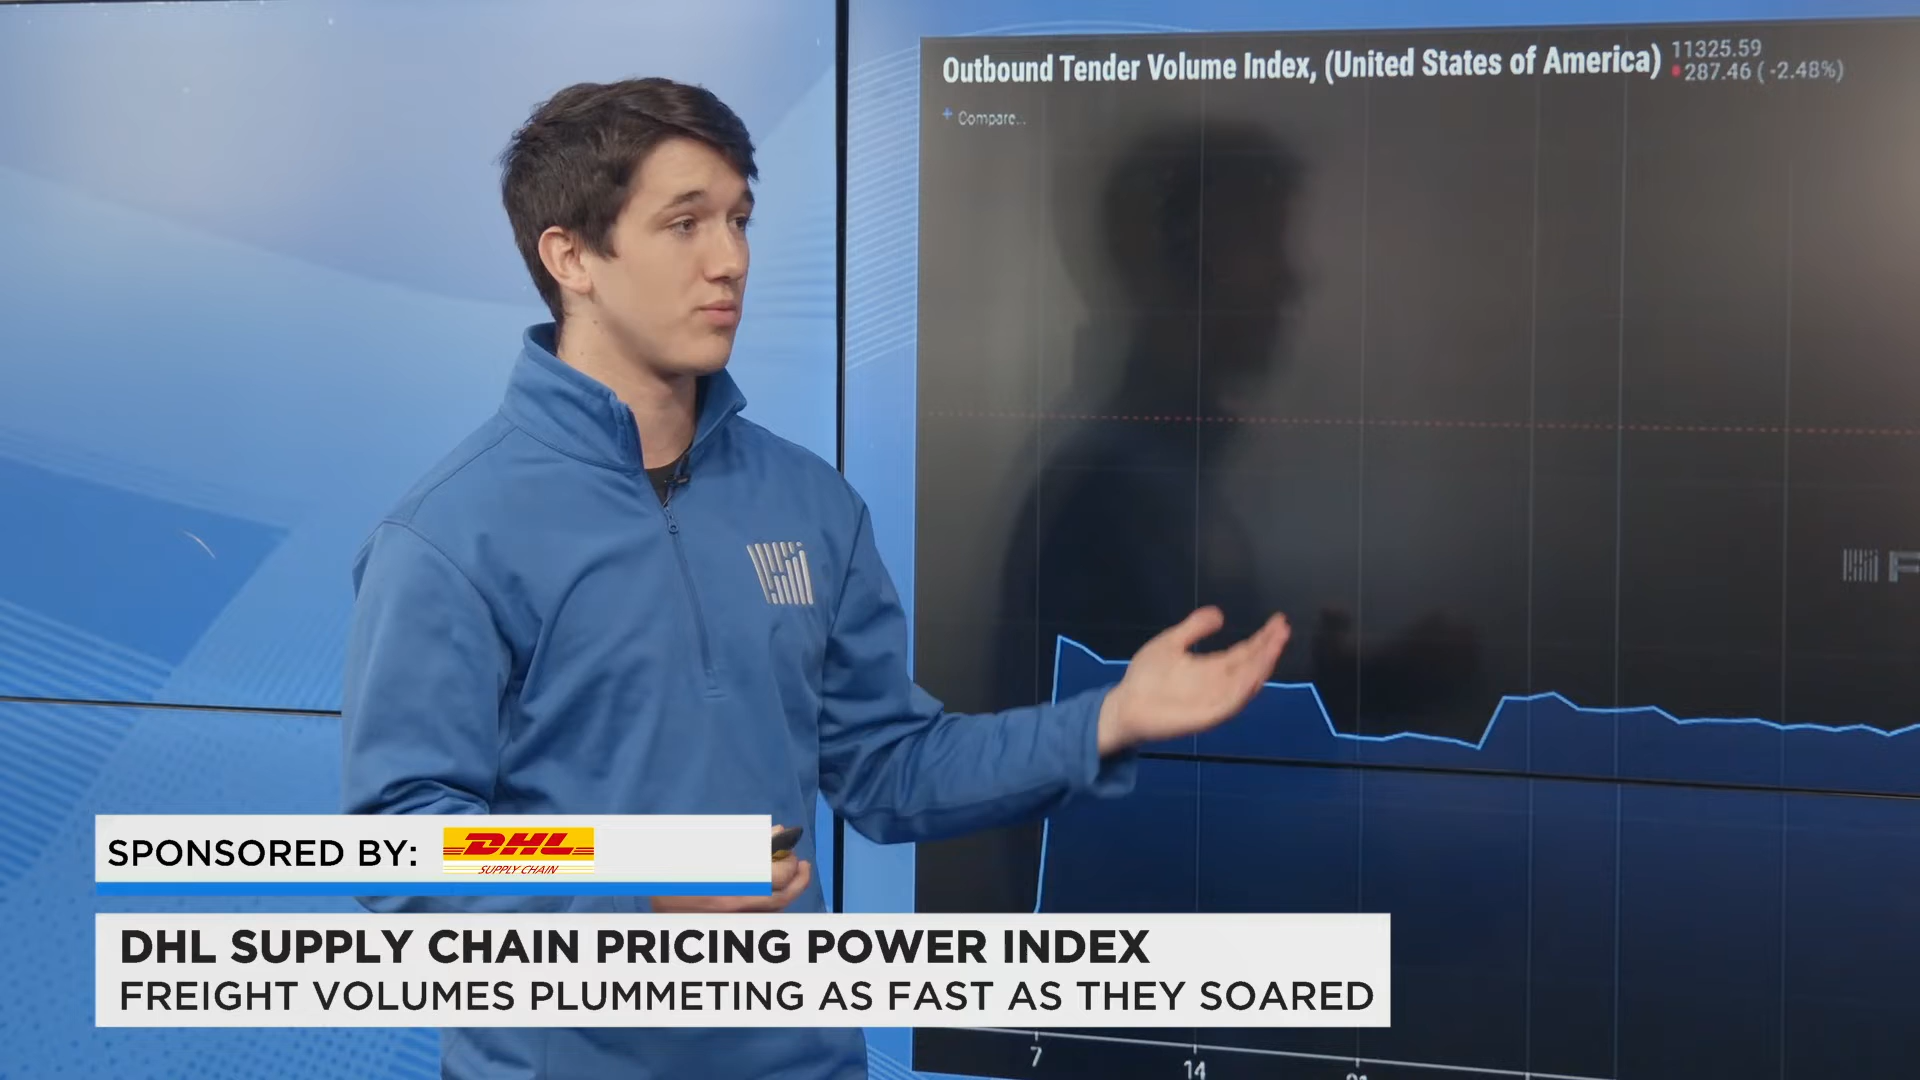 Outbound Tender Volume Index, (United States of America)
11325.59
287.46 ( -2.48%)
+ Compare...
SPONSORED BY:
DHL
SUPPLY CHAIN
DHL SUPPLY CHAIN PRICING POWER INDEX
FREIGHT VOLUMES PLUMMETING AS FAST AS THEY SOARED
7
14